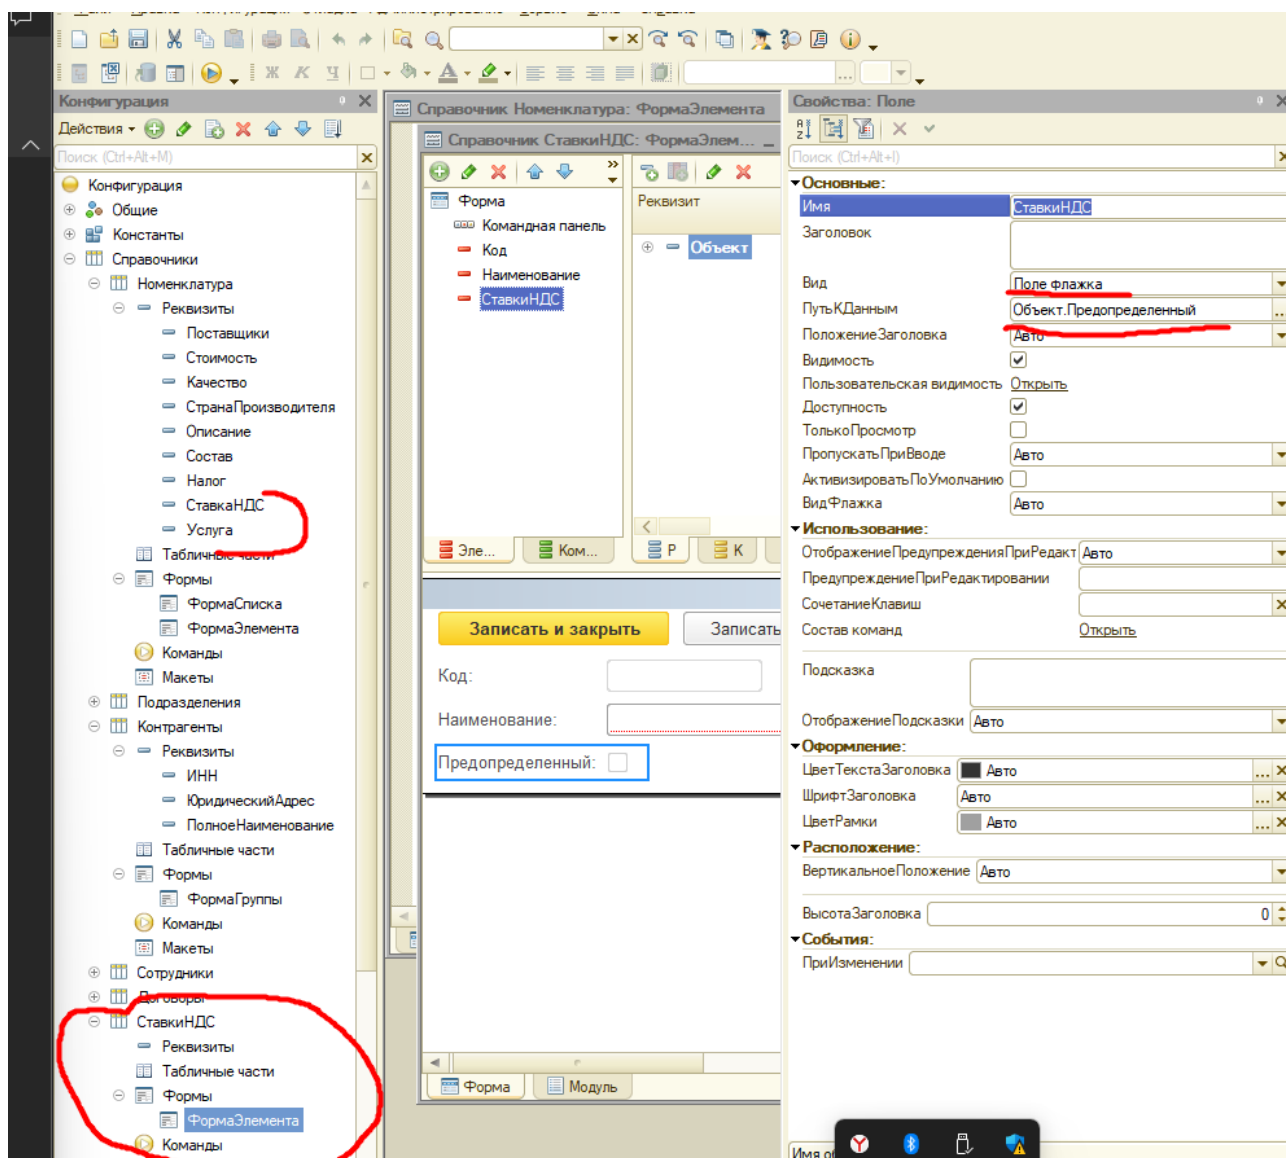 Конфигурация
Действия
Поиск (Ctrl+Alt+M)
Конфигурация
Общие
Константы
Справочники
Номенклатура
Реквизиты
Поставщики
Стоимость
Качество
СтранаПроизводителя
Описание
Состав
Налог
СтавкаНДС
Услуга
Табличные части
Формы
ФормаСписка
ФормаЭлемента
Команды
Макеты
Подразделения
Контрагенты
Реквизиты
ИНН
ЮридическийАдрес
ПолноеНаименование
Табличные части
Формы
ФормаГруппы
Команды
Макеты
Сотрудники
Договоры
СтавкиНДС
Реквизиты
Табличные части
Формы
ФормаЭлемента
Команды
Справочник Номенклатура: ФормаЭлемента
Справочник СтавкиНДС: ФормаЭлем...
Форма
Командная панель
Код
Наименование
СтавкиНДС
Реквизит
Объект
Эле...
Ком...
Р
К
Записать и закрыть
Записать
Код:
Наименование:
Предопределенный:
Форма
Модуль
Свойства: Поле
Поиск (Ctrl+Alt+I)
Основные:
Имя СтавкиНДС
Заголовок
Вид Поле флажка
ПутьКДанным Объект.Предопределенный
ПоложениеЗаголовка Авто
Видимость
Пользовательская видимость Открыть
Доступность
ТолькоПросмотр
ПропускатьПриВводе Авто
АктивизироватьПоУмолчанию
ВидФлажка Авто
Использование:
ОтображениеПредупрежденияПриРедакт Авто
ПредупреждениеПриРедактировании
СочетаниеКлавиш
Состав команд Открыть
Подсказка
ОтображениеПодсказки Авто
Оформление:
ЦветТекстаЗаголовка Авто
ШрифтЗаголовка Авто
ЦветРамки Авто
Расположение:
ВертикальноеПоложение Авто
ВысотаЗаголовка 0
События:
ПриИзменении
Имя об